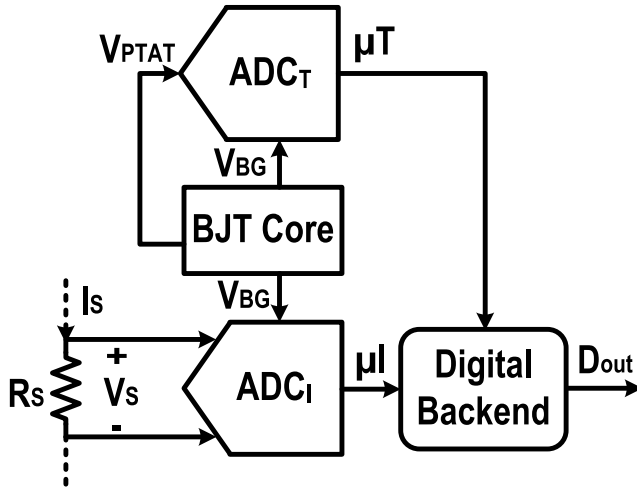 VPTAT
ADCT
μT
VBG
BJT Core
VBG
IS
+
RS
VS
-
ADCI
μI
Digital
Backend
Dout